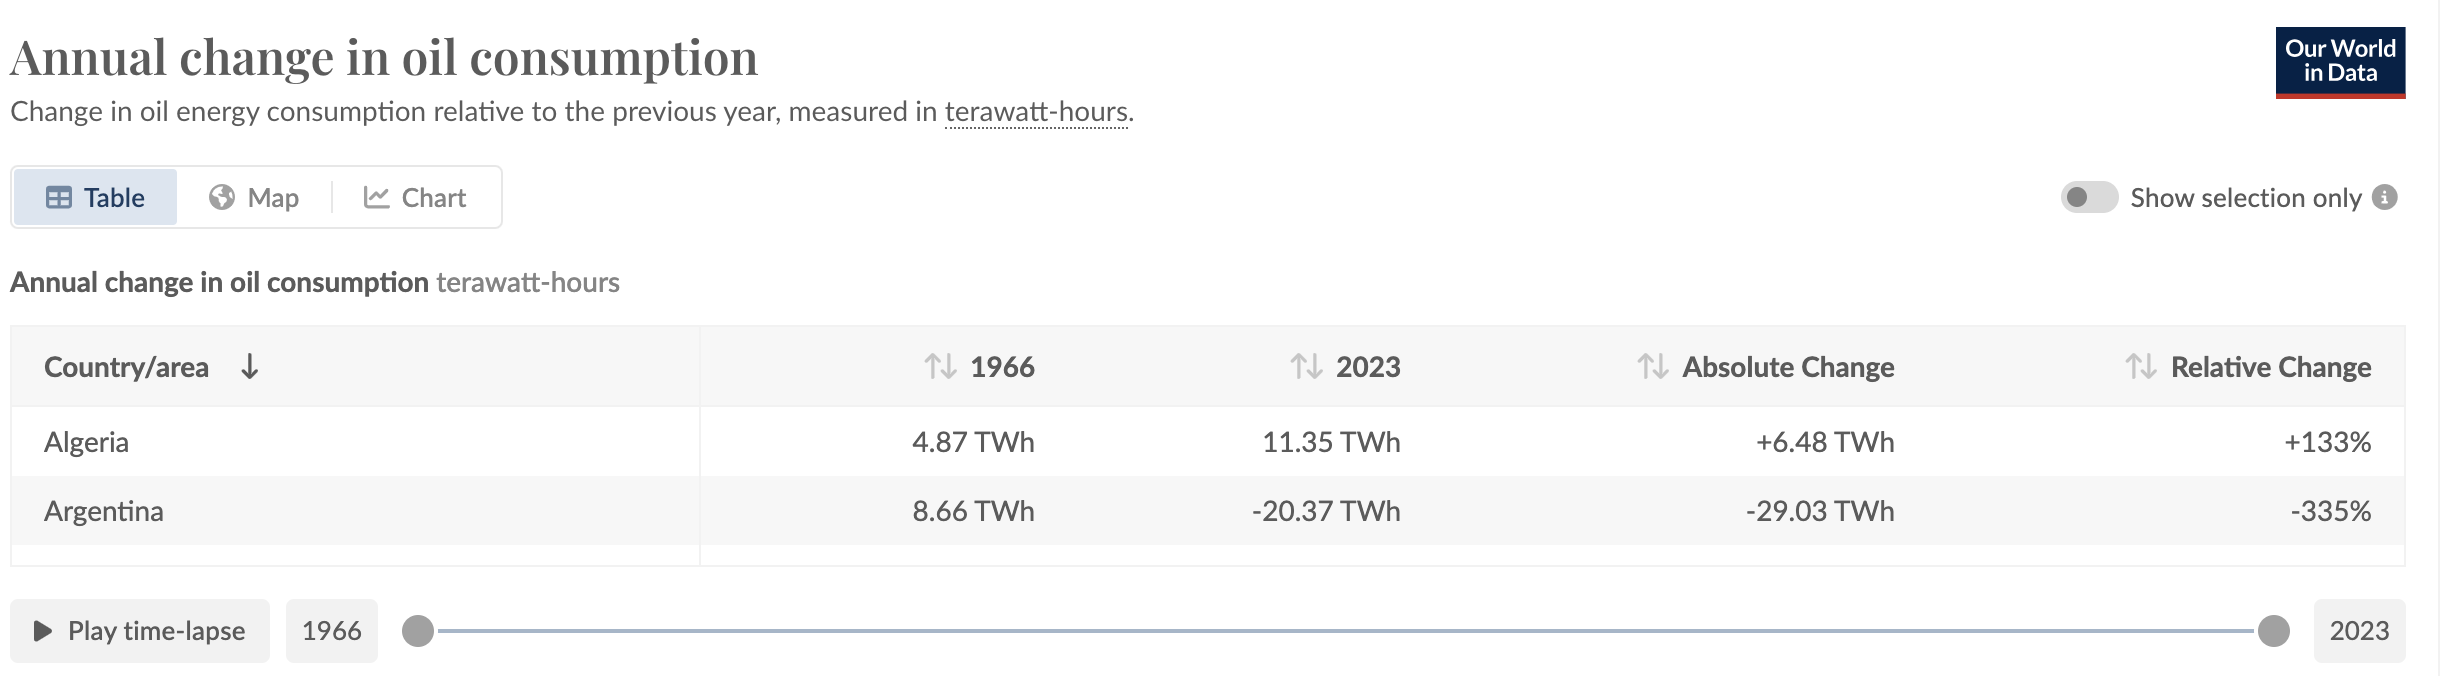 Annual change in oil consumption
Our World
in Data
Change in oil energy consumption relative to the previous year, measured in terawatt-hours.
Table Map Chart
Show selection only
Annual change in oil consumption terawatt-hours
Country/area 1966 2023 Absolute Change Relative Change
Algeria 4.87 TWh 11.35 TWh +6.48 TWh +133%
Argentina 8.66 TWh -20.37 TWh -29.03 TWh -335%
Play time-lapse 1966 2023